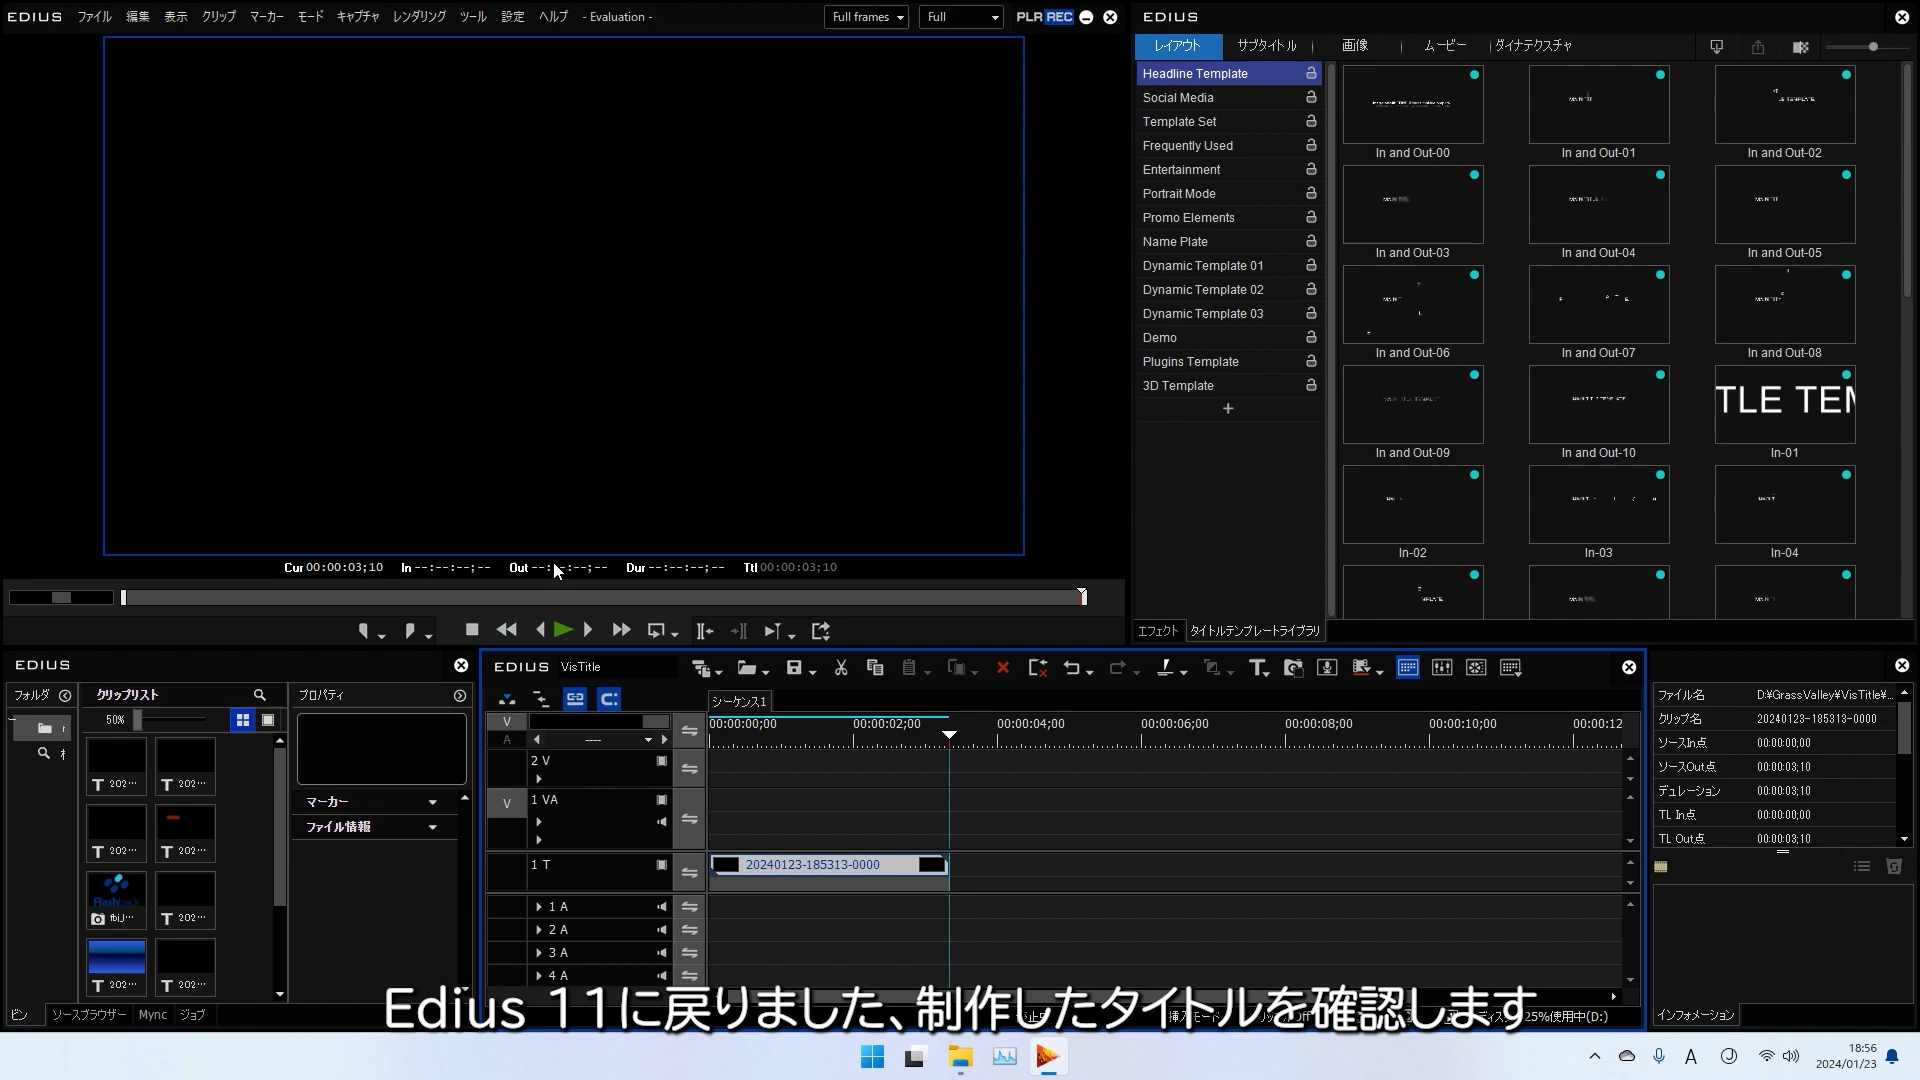 EDIUS ファイル 編集 表示 クリップ マーカー モード キャプチャ レンダリング ツール 設定 ヘルプ - Evaluation - Full frames Full PLR REC
Cur 00:00:03;10 In --:--:--;-- Out --:--:--;-- Dur --:--:--;-- Ttl 00:00:03;10
EDIUS
レイアウト サブタイトル 画像 ムービー ダイナテクスチャ
Headline Template
Social Media
Template Set
Frequently Used
Entertainment
Portrait Mode
Promo Elements
Name Plate
Dynamic Template 01
Dynamic Template 02
Dynamic Template 03
Demo
Plugins Template
3D Template
+
In and Out-00 In and Out-01 In and Out-02
In and Out-03 In and Out-04 In and Out-05
In and Out-06 In and Out-07 In and Out-08
TLE TEM
In and Out-09 In and Out-10 In-01
In-02 In-03 In-04
エフェクト タイトルテンプレートライブラリ
EDIUS
フォルダ クリップリスト プロパティ
50%
T 202… T 202…
T 202… T 202…
Flashback
T 202…
T 202… T 202…
マーカー
ファイル情報
ビン ソースブラウザー Mync ジョブ
EDIUS VisTitle
シーケンス1
00:00:00;00 00:00:02;00 00:00:04;00 00:00:06;00 00:00:08;00 00:00:10;00 00:00:12
V
A ----
2 V
V 1 VA
1 T 20240123-185313-0000
1 A
2 A
3 A
4 A
25%使用中(D:)
ファイル名 D:¥GrassValley¥VisTitle¥...
クリップ名 20240123-185313-0000
ソースIn点 00:00:00;00
ソースOut点 00:00:03;10
デュレーション 00:00:03;10
TL In点 00:00:00;00
TL Out点 00:00:03;10
インフォメーション
Edius 11に戻りました、制作したタイトルを確認します
A 18:56
2024/01/23